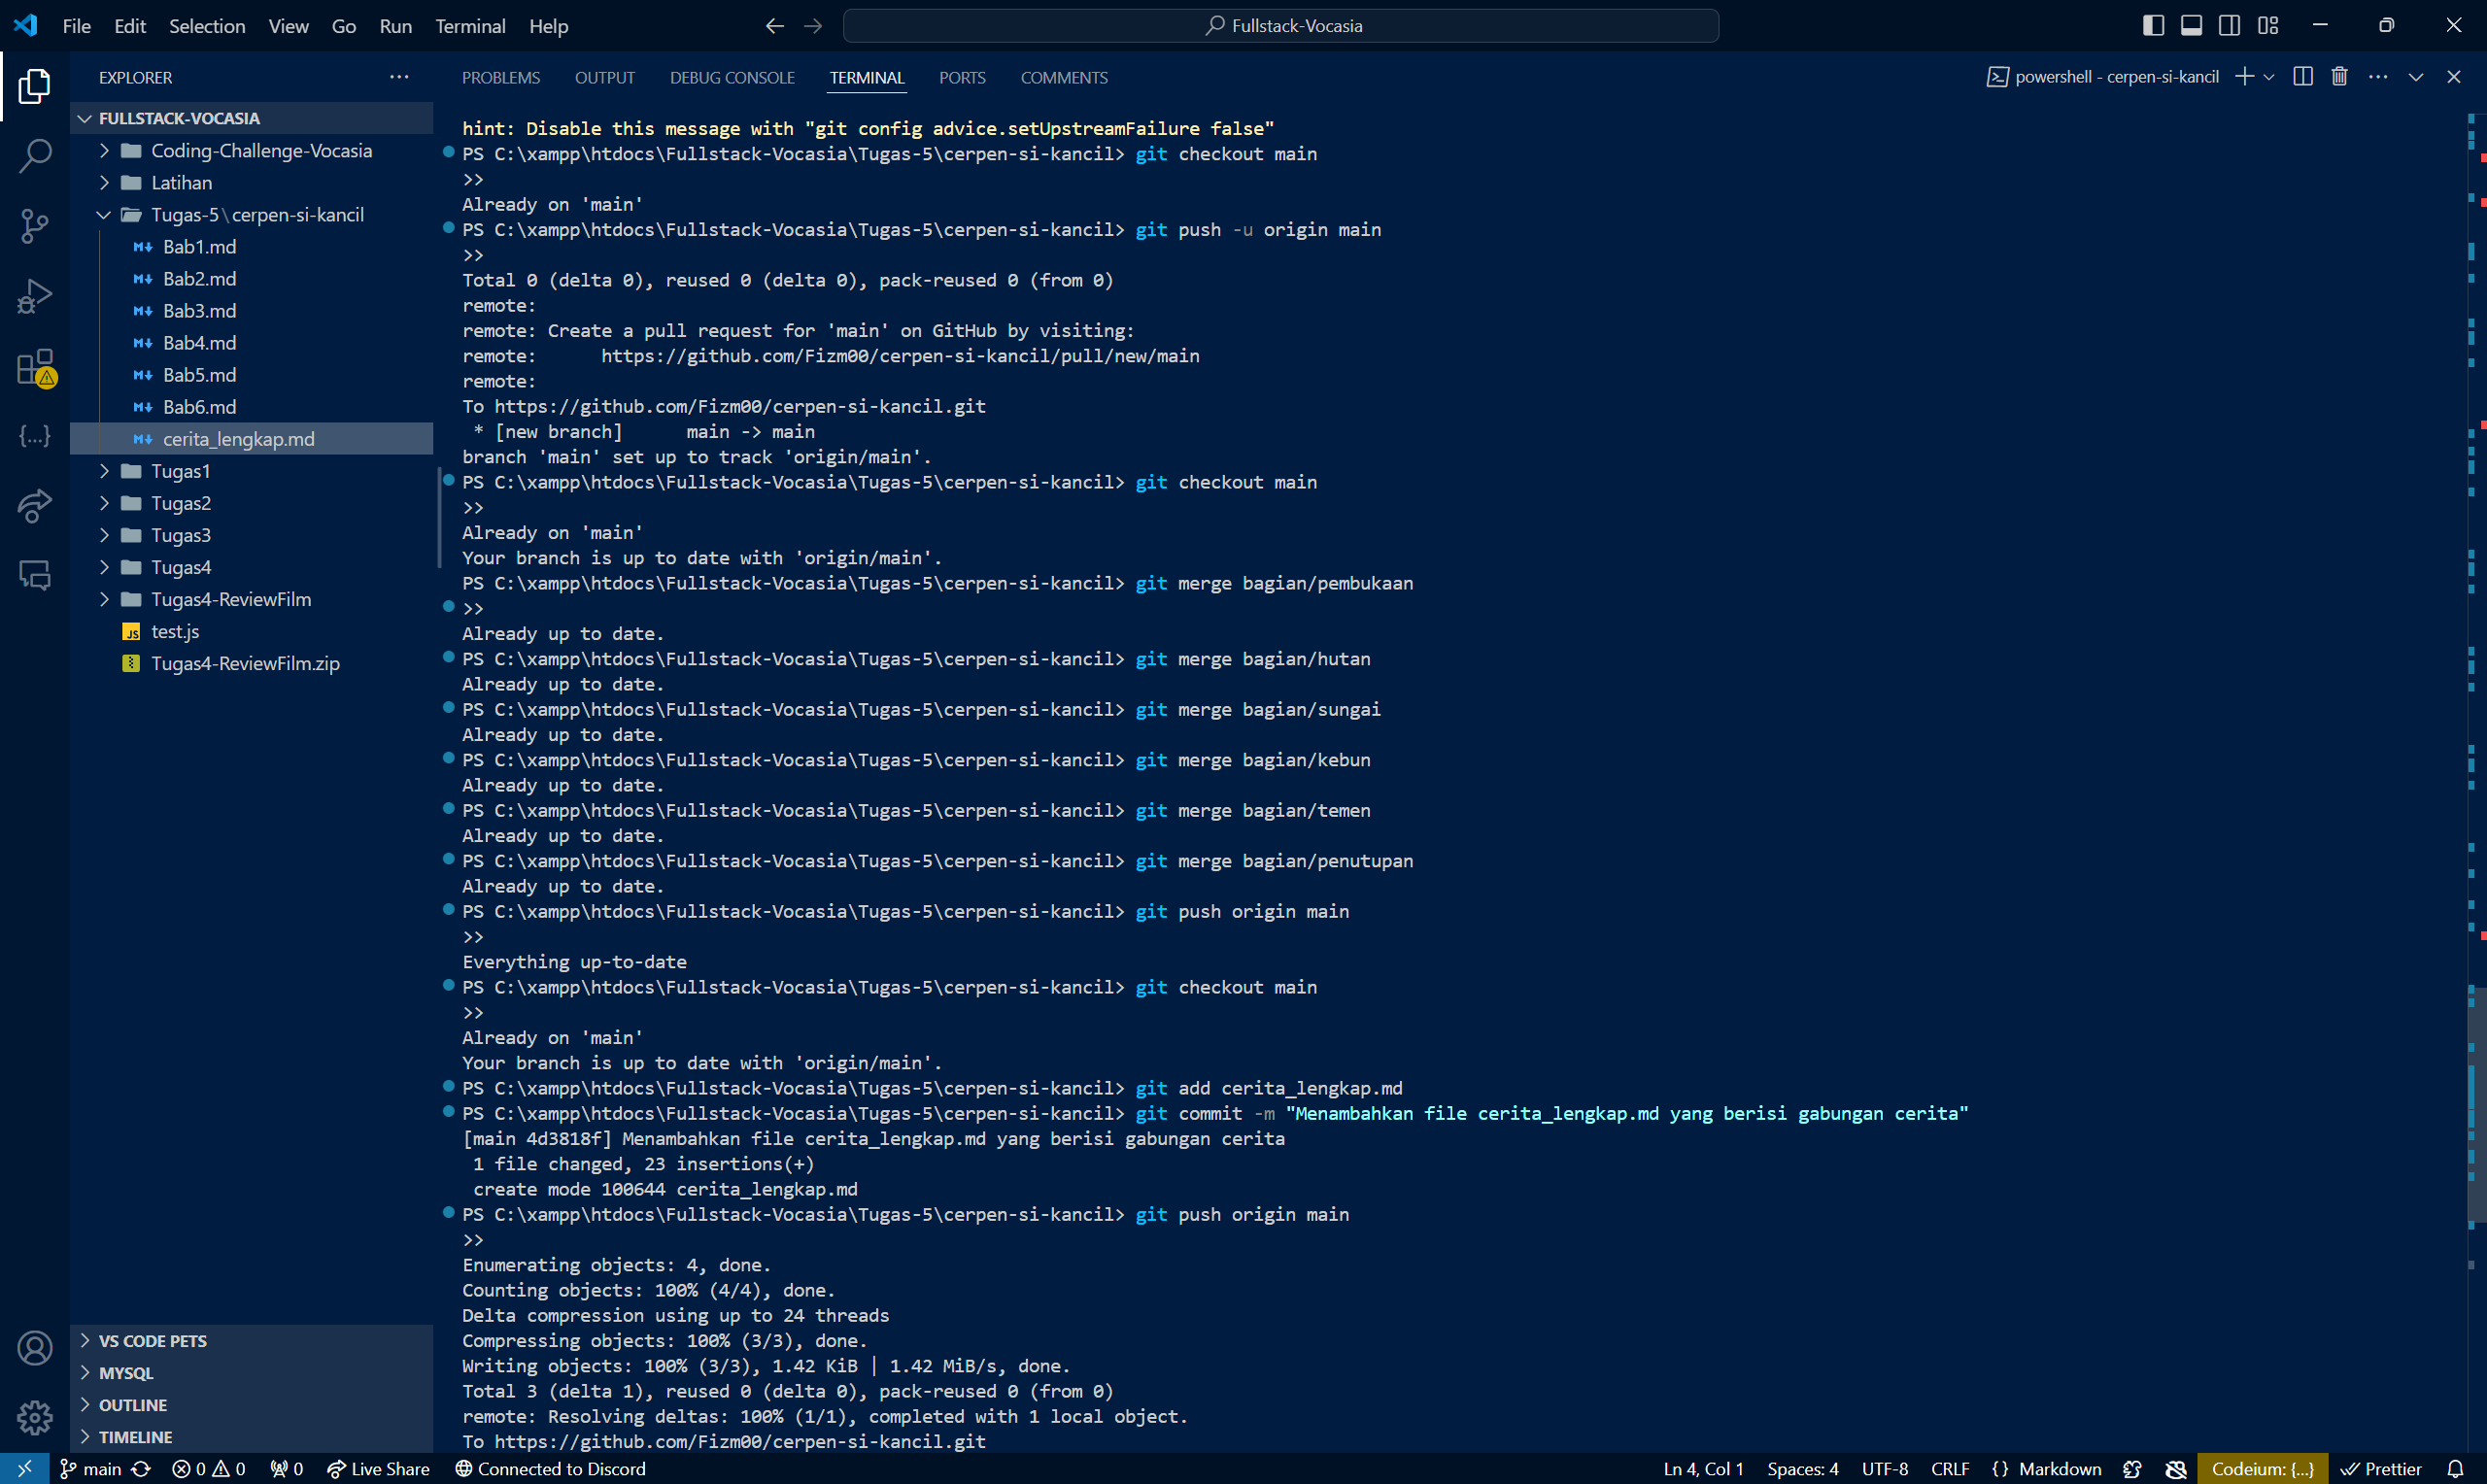 File Edit Selection View Go Run Terminal Help
Fullstack-Vocasia
EXPLORER
FULLSTACK-VOCASIA
Coding-Challenge-Vocasia
Latihan
Tugas-5\cerpen-si-kancil
Bab1.md
Bab2.md
Bab3.md
Bab4.md
Bab5.md
Bab6.md
cerita_lengkap.md
Tugas1
Tugas2
Tugas3
Tugas4
Tugas4-ReviewFilm
test.js
Tugas4-ReviewFilm.zip
VS CODE PETS
MYSQL
OUTLINE
TIMELINE
PROBLEMS OUTPUT DEBUG CONSOLE TERMINAL PORTS COMMENTS
powershell - cerpen-si-kancil
hint: Disable this message with "git config advice.setUpstreamFailure false"
PS C:\xampp\htdocs\Fullstack-Vocasia\Tugas-5\cerpen-si-kancil> git checkout main
>>
Already on 'main'
PS C:\xampp\htdocs\Fullstack-Vocasia\Tugas-5\cerpen-si-kancil> git push -u origin main
>>
Total 0 (delta 0), reused 0 (delta 0), pack-reused 0 (from 0)
remote:
remote: Create a pull request for 'main' on GitHub by visiting:
remote:      https://github.com/Fizm00/cerpen-si-kancil/pull/new/main
remote:
To https://github.com/Fizm00/cerpen-si-kancil.git
 * [new branch]      main -> main
branch 'main' set up to track 'origin/main'.
PS C:\xampp\htdocs\Fullstack-Vocasia\Tugas-5\cerpen-si-kancil> git checkout main
>>
Already on 'main'
Your branch is up to date with 'origin/main'.
PS C:\xampp\htdocs\Fullstack-Vocasia\Tugas-5\cerpen-si-kancil> git merge bagian/pembukaan
>>
Already up to date.
PS C:\xampp\htdocs\Fullstack-Vocasia\Tugas-5\cerpen-si-kancil> git merge bagian/hutan
Already up to date.
PS C:\xampp\htdocs\Fullstack-Vocasia\Tugas-5\cerpen-si-kancil> git merge bagian/sungai
Already up to date.
PS C:\xampp\htdocs\Fullstack-Vocasia\Tugas-5\cerpen-si-kancil> git merge bagian/kebun
Already up to date.
PS C:\xampp\htdocs\Fullstack-Vocasia\Tugas-5\cerpen-si-kancil> git merge bagian/temen
Already up to date.
PS C:\xampp\htdocs\Fullstack-Vocasia\Tugas-5\cerpen-si-kancil> git merge bagian/penutupan
Already up to date.
PS C:\xampp\htdocs\Fullstack-Vocasia\Tugas-5\cerpen-si-kancil> git push origin main
>>
Everything up-to-date
PS C:\xampp\htdocs\Fullstack-Vocasia\Tugas-5\cerpen-si-kancil> git checkout main
>>
Already on 'main'
Your branch is up to date with 'origin/main'.
PS C:\xampp\htdocs\Fullstack-Vocasia\Tugas-5\cerpen-si-kancil> git add cerita_lengkap.md
PS C:\xampp\htdocs\Fullstack-Vocasia\Tugas-5\cerpen-si-kancil> git commit -m "Menambahkan file cerita_lengkap.md yang berisi gabungan cerita"
[main 4d3818f] Menambahkan file cerita_lengkap.md yang berisi gabungan cerita
 1 file changed, 23 insertions(+)
 create mode 100644 cerita_lengkap.md
PS C:\xampp\htdocs\Fullstack-Vocasia\Tugas-5\cerpen-si-kancil> git push origin main
>>
Enumerating objects: 4, done.
Counting objects: 100% (4/4), done.
Delta compression using up to 24 threads
Compressing objects: 100% (3/3), done.
Writing objects: 100% (3/3), 1.42 KiB | 1.42 MiB/s, done.
Total 3 (delta 1), reused 0 (delta 0), pack-reused 0 (from 0)
remote: Resolving deltas: 100% (1/1), completed with 1 local object.
To https://github.com/Fizm00/cerpen-si-kancil.git
main 0 0 0 Live Share Connected to Discord Ln 4, Col 1 Spaces: 4 UTF-8 CRLF {} Markdown Codeium: {...} Prettier